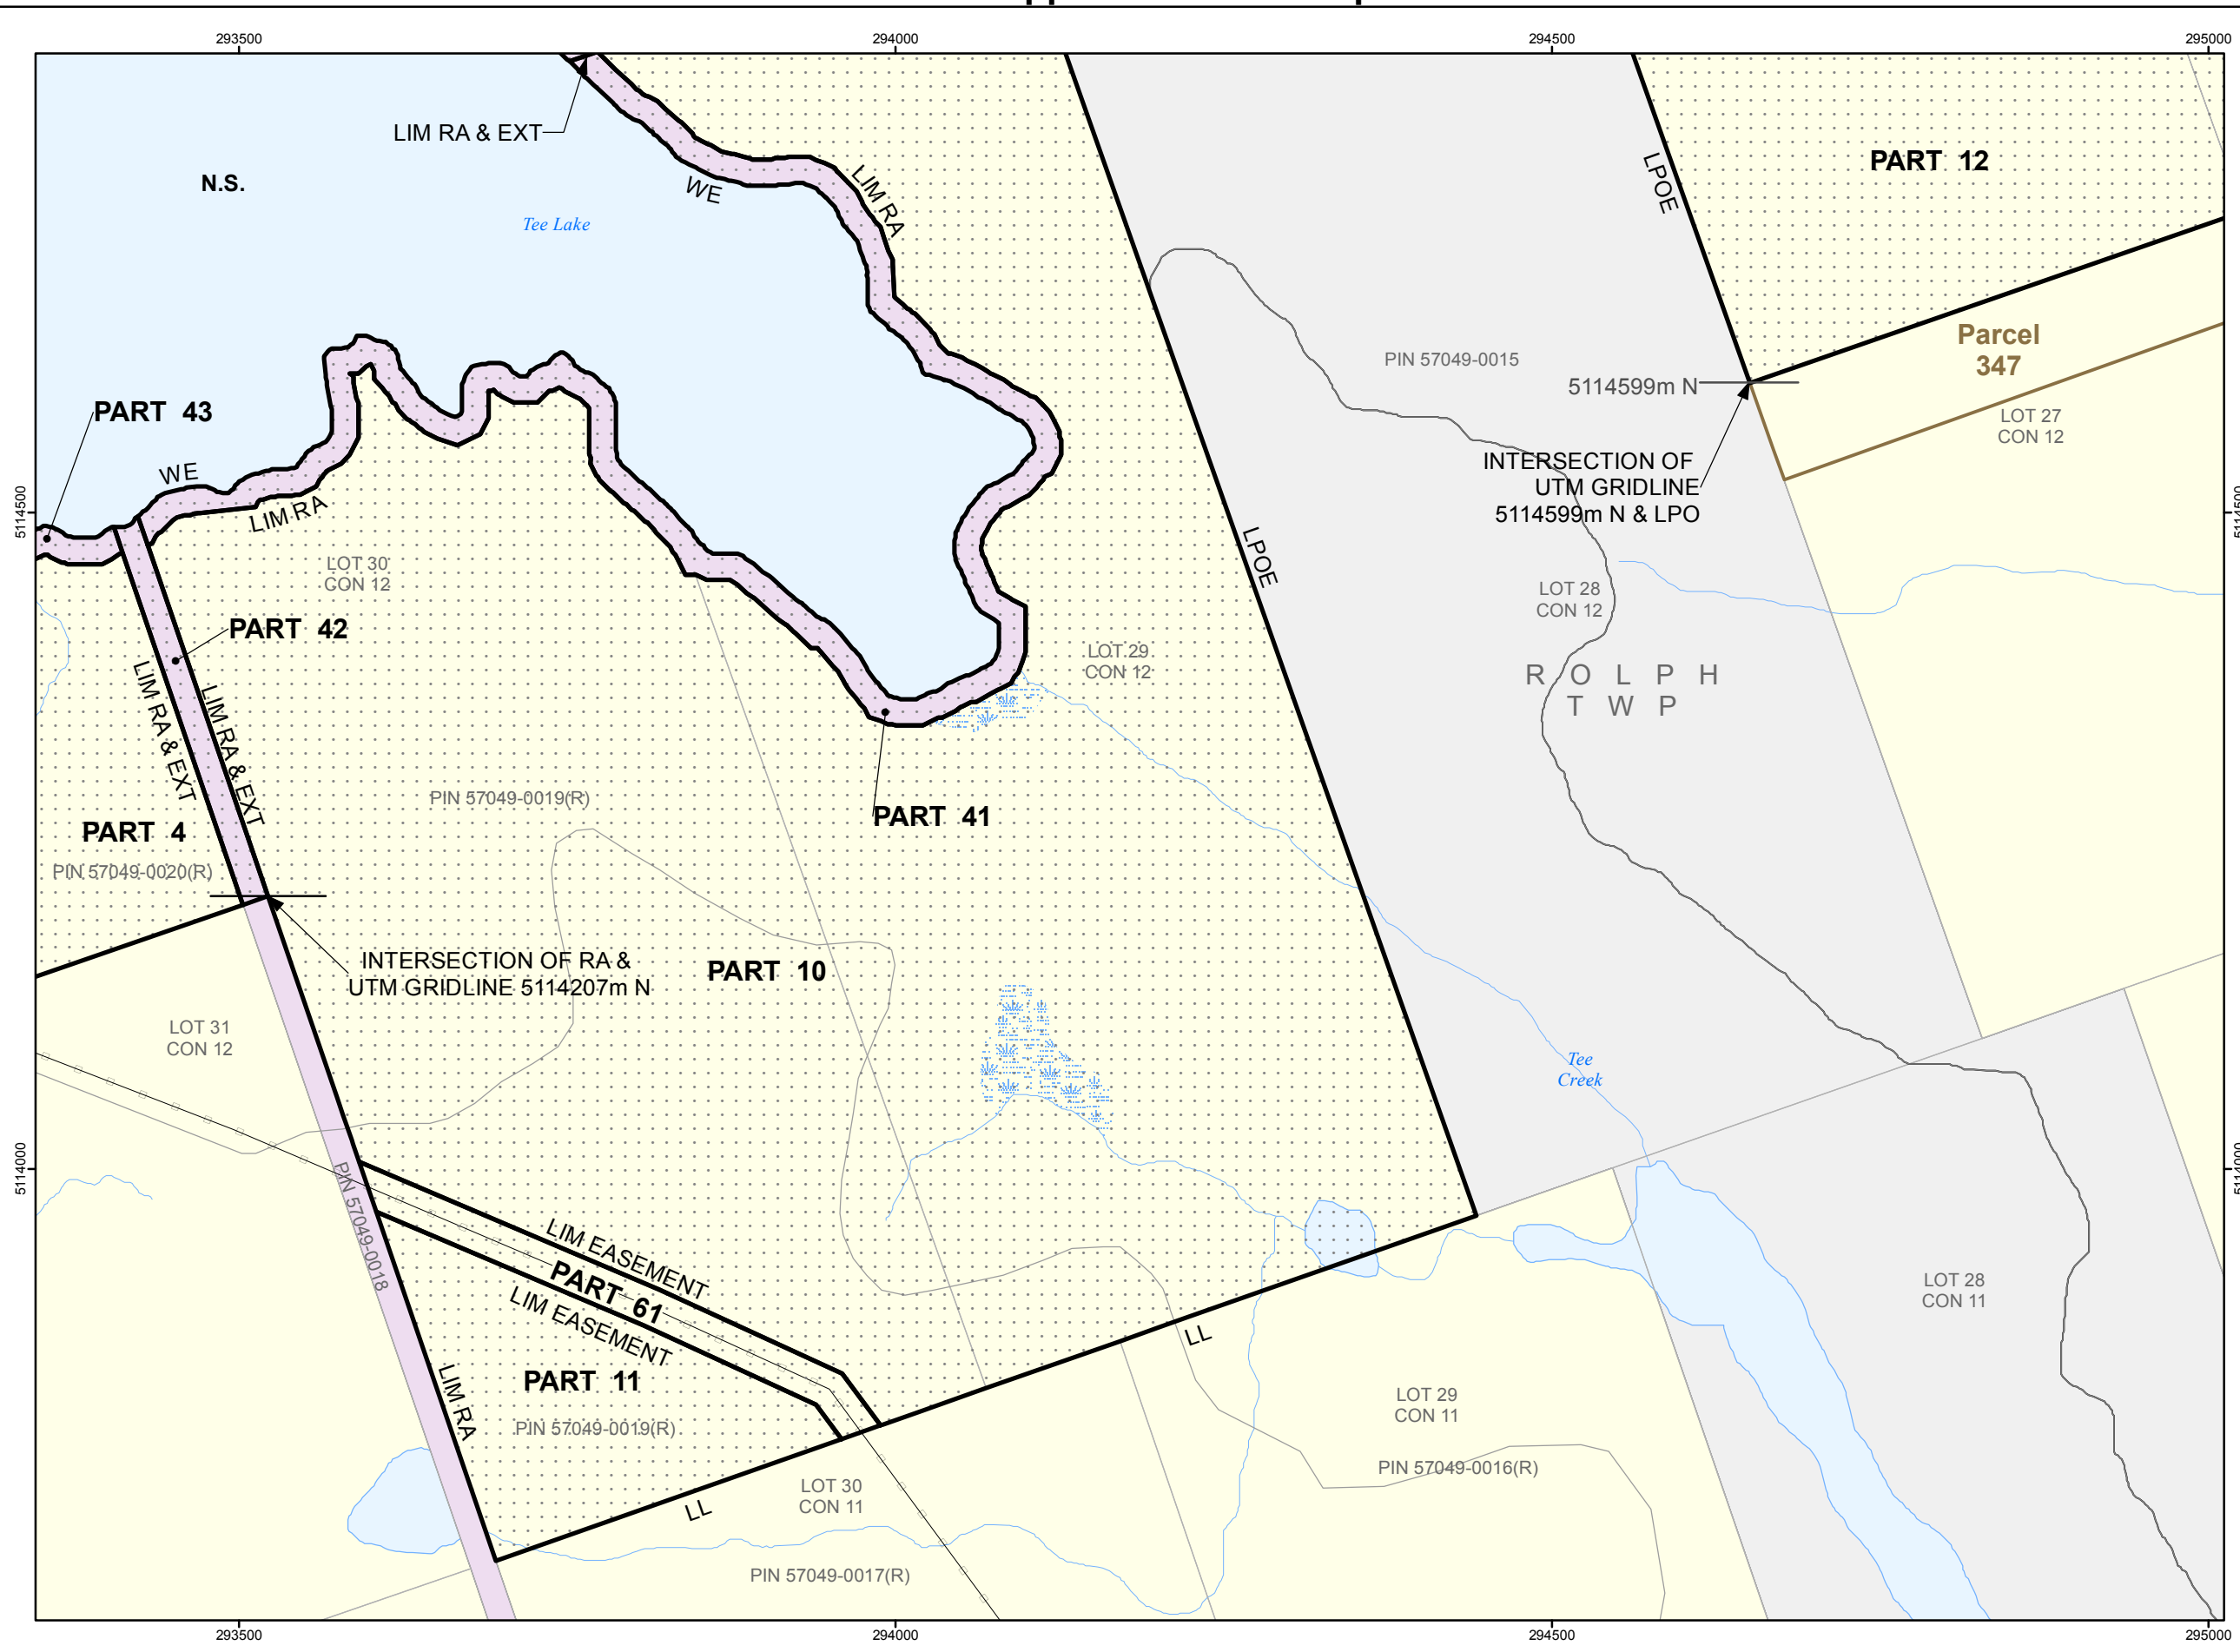 293500
294000
294500
295000
LIM RA & EXT
N.S.
WE
LIM RA
Tee Lake
LPOE
PART 12
PIN 57049-0015
5114599m N
Parcel
347
LOT 27
CON 12
PART 43
WE
LIM RA
INTERSECTION OF
UTM GRIDLINE
5114599m N & LPO
5114500
5114500
LPOE
LOT 30
CON 12
LOT 28
CON 12
PART 42
LOT 29
CON 12
ROLPH
TWP
LIM RA & EXT
LIM RA & EXT
PIN 57049-0019(R)
PART 41
PART 4
PIN 57049-0020(R)
INTERSECTION OF RA &
UTM GRIDLINE 5114207m N
PART 10
LOT 31
CON 12
Tee
Creek
5114000
5114000
PIN 57049-0018
LIM EASEMENT
PART 61
LIM EASEMENT
LOT 28
CON 11
LL
LIM RA
PART 11
PIN 57049-0019(R)
LOT 29
CON 11
PIN 57049-0016(R)
LOT 30
CON 11
LL
PIN 57049-0017(R)
293500
294000
294500
295000